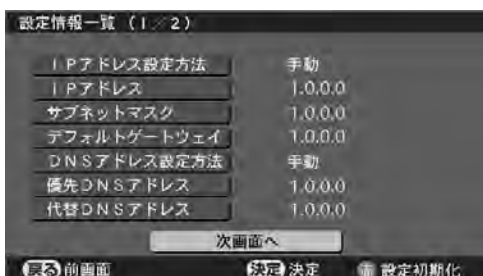 設定情報一覧 (1/2)
IPアドレス設定方法 手動
IPアドレス 1.0.0.0
サブネットマスク 1.0.0.0
デフォルトゲートウェイ 1.0.0.0
DNSアドレス設定方法 手動
優先DNSアドレス 1.0.0.0
代替DNSアドレス 1.0.0.0
次画面へ
戻る 前画面 決定 決定 青 設定初期化